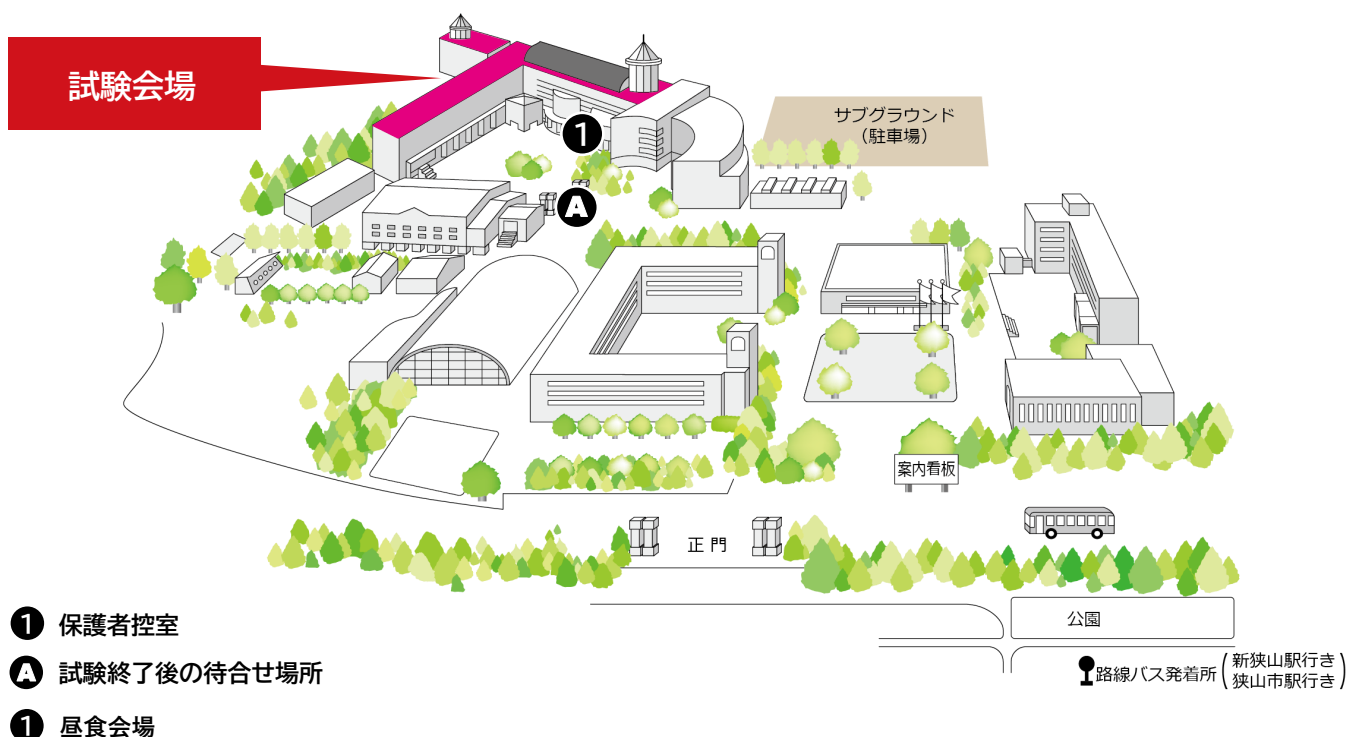 試験会場
サブグラウンド
(駐車場)
1
A
案内看板
正門
公園
路線バス発着所(新狭山駅行き
狭山市駅行き)
1 保護者控室
A 試験終了後の待合せ場所
1 昼食会場